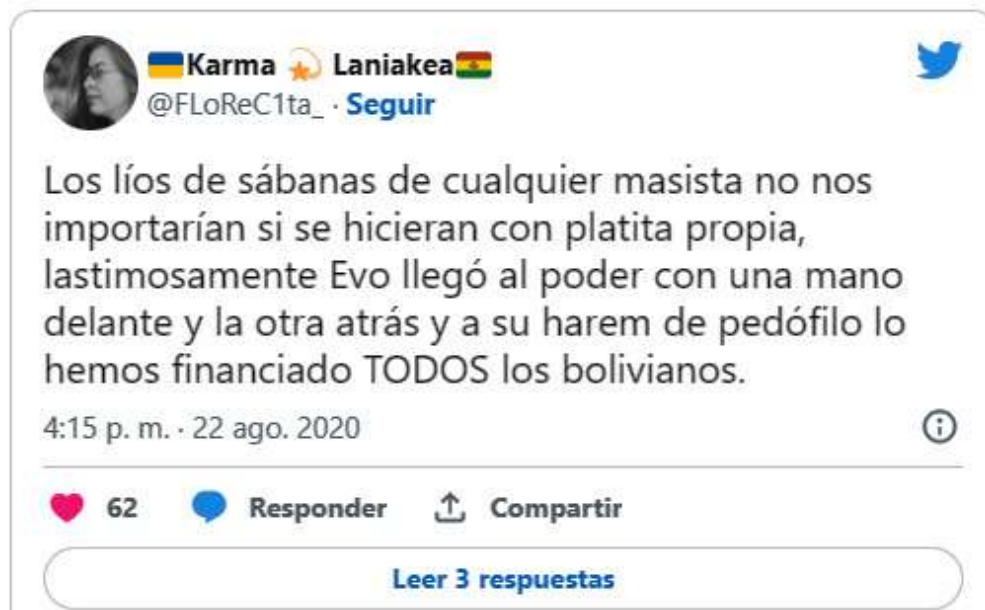 Karma 💫 Laniakea
@FLoReC1ta_ · Seguir
Los líos de sábanas de cualquier masista no nos
importarían si se hicieran con platita propia,
lastimosamente Evo llegó al poder con una mano
delante y la otra atrás y a su harem de pedófilo lo
hemos financiado TODOS los bolivianos.
4:15 p. m. · 22 ago. 2020
62 Responder Compartir
Leer 3 respuestas